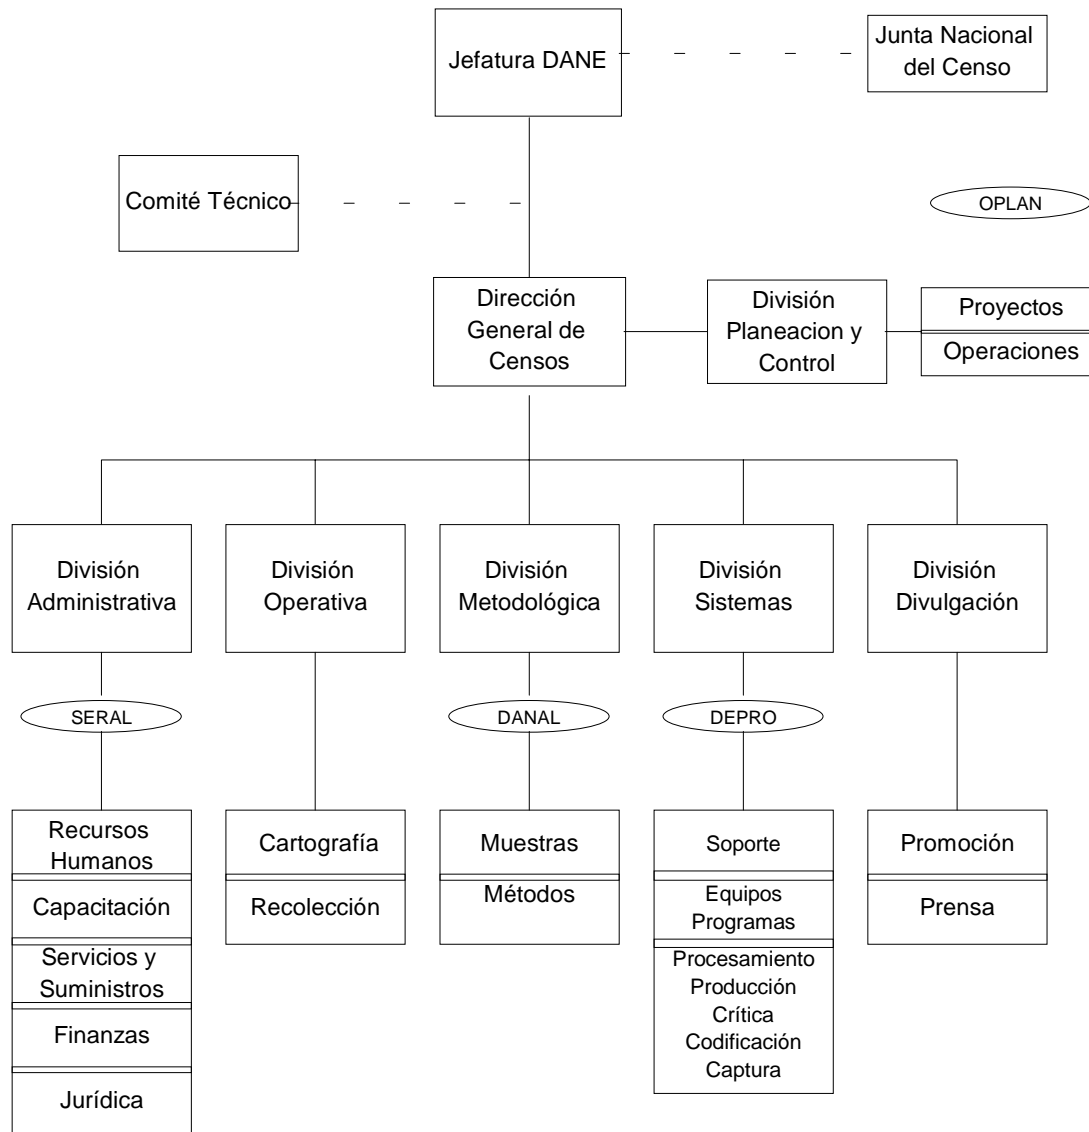 Jefatura DANE
Junta Nacional
del Censo
Comité Técnico
OPLAN
Dirección
General de
Censos
División
Planeacion y
Control
Proyectos
Operaciones
División
Administrativa
División
Operativa
División
Metodológica
División
Sistemas
División
Divulgación
SERAL
DANAL
DEPRO
Recursos
Humanos
Capacitación
Servicios y
Suministros
Finanzas
Jurídica
Cartografía
Recolección
Muestras
Métodos
Soporte
Equipos
Programas
Procesamiento
Producción
Crítica
Codificación
Captura
Promoción
Prensa